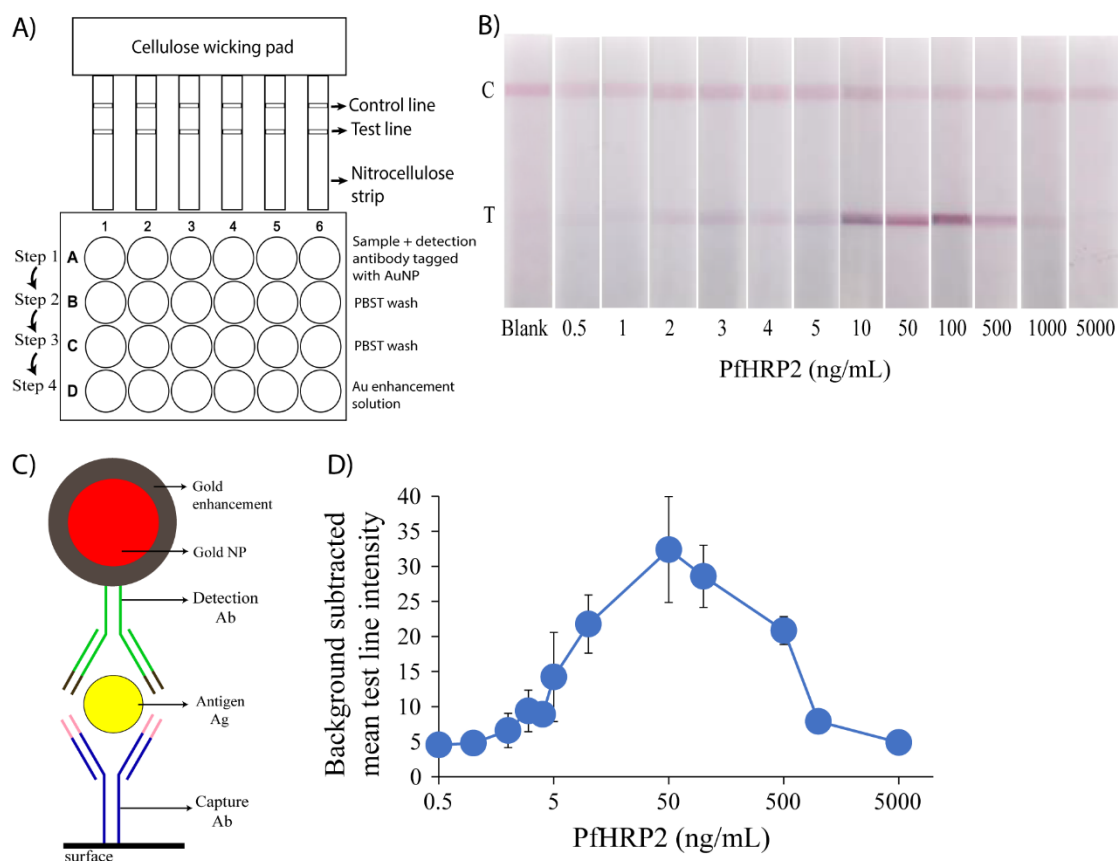 A)
Cellulose wicking pad
Control line
Test line
Nitrocellulose
strip
1 2 3 4 5 6
Step 1
A
Sample + detection
antibody tagged
with AuNP
Step 2
B
PBST wash
Step 3
C
PBST wash
Step 4
D
Au enhancement
solution
B)
C
T
Blank 0.5 1 2 3 4 5 10 50 100 500 1000 5000
PfHRP2 (ng/mL)
C)
Gold
enhancement
Gold NP
Detection
Ab
Antigen
Ag
Capture
Ab
surface
D)
Background subtracted
mean test line intensity
40
35
30
25
20
15
10
5
0
0.5 5 50 500 5000
PfHRP2 (ng/mL)